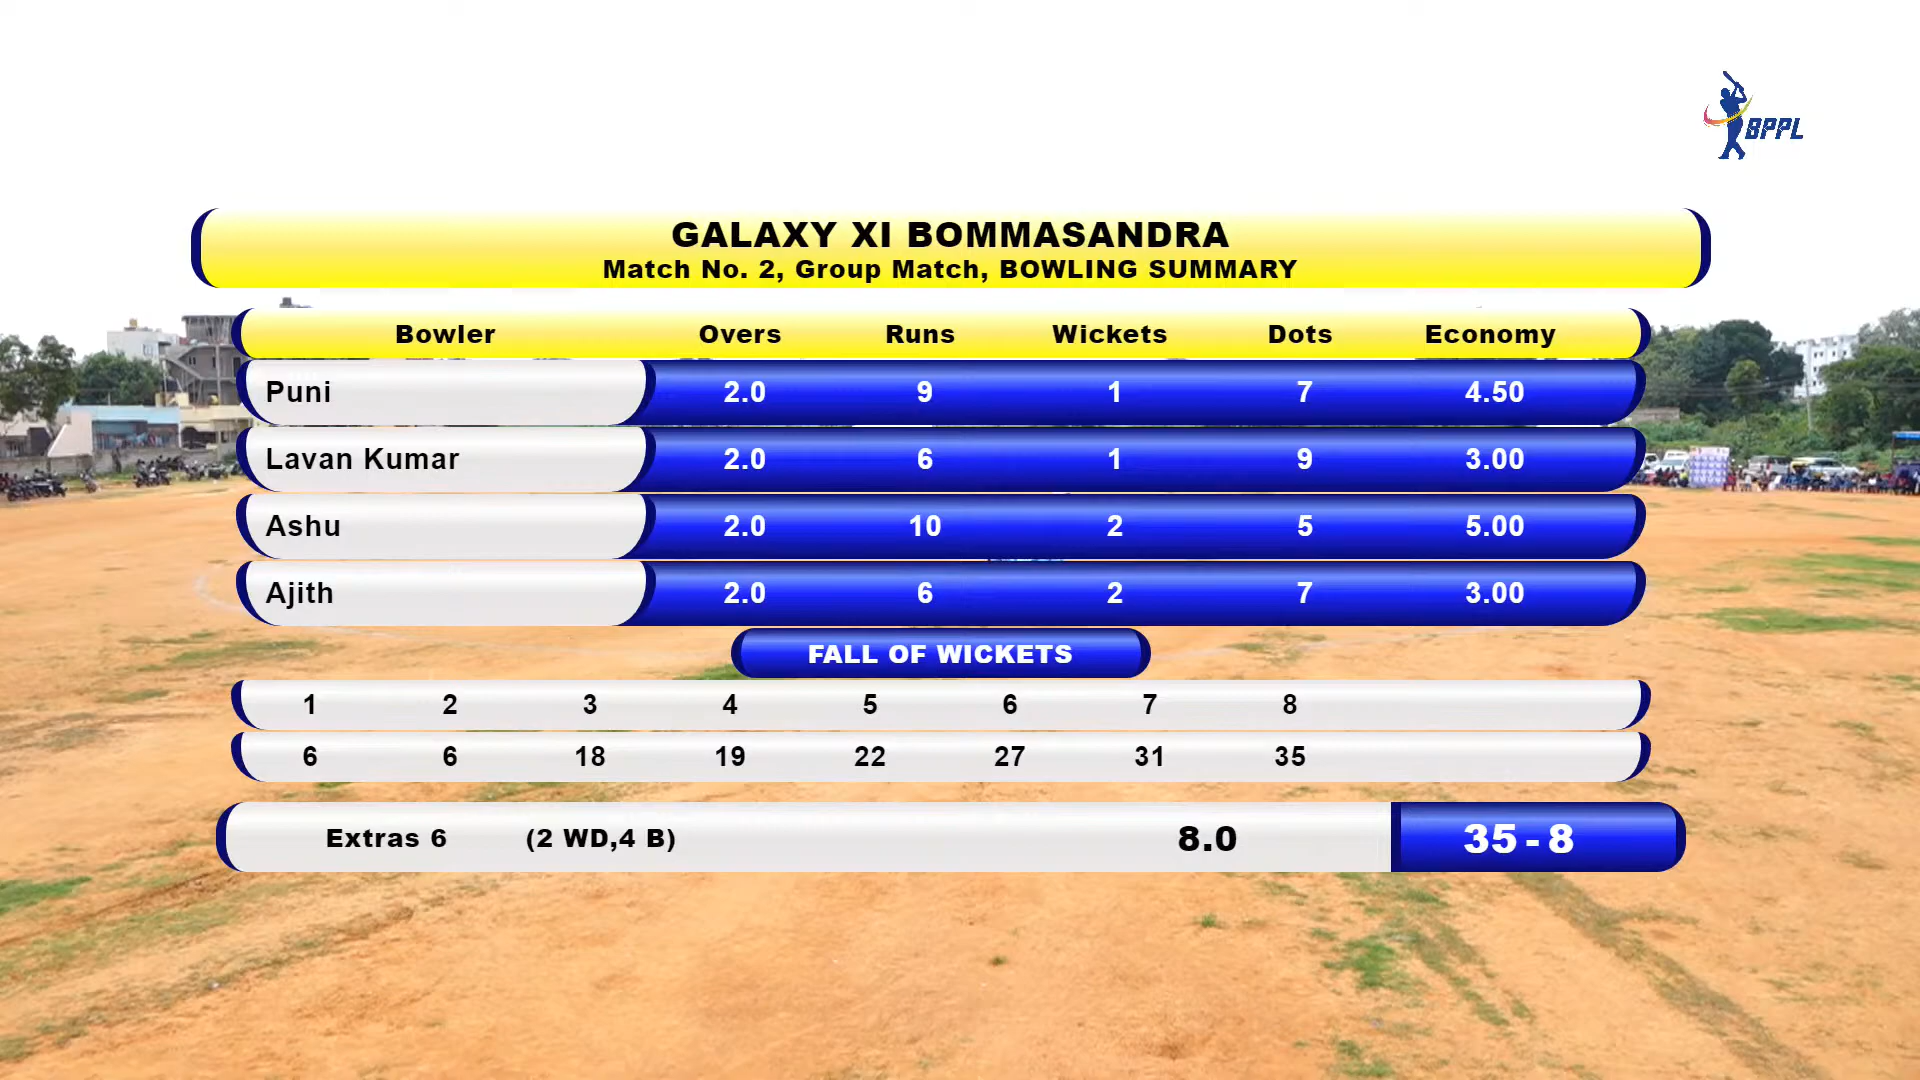 BPPL
GALAXY XI BOMMASANDRA
Match No. 2, Group Match, BOWLING SUMMARY
Bowler Overs Runs Wickets Dots Economy
Puni 2.0 9 1 7 4.50
Lavan Kumar 2.0 6 1 9 3.00
Ashu 2.0 10 2 5 5.00
Ajith 2.0 6 2 7 3.00
FALL OF WICKETS
1 2 3 4 5 6 7 8
6 6 18 19 22 27 31 35
Extras 6 (2 WD,4 B) 8.0 35 - 8